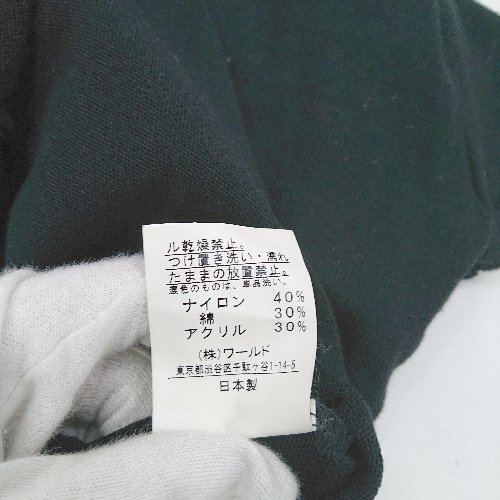 ル乾燥禁止。
つけ置き洗い・濡れ
たままの放置禁止。
濃色のものは、単品洗い。
ナイロン 40%
綿 30%
アクリル 30%
(株)ワールド
東京都渋谷区千駄ヶ谷1-14-5
日本製